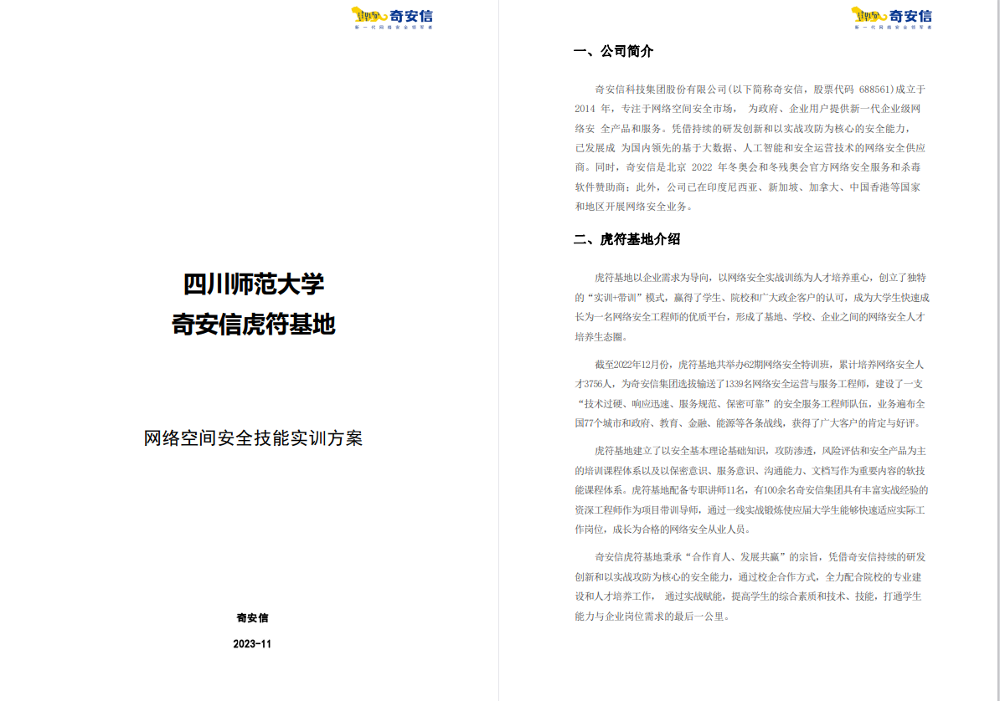 奇安信
新一代网络安全领军者
四川师范大学
奇安信虎符基地
网络空间安全技能实训方案
奇安信
2023-11
奇安信
新一代网络安全领军者
一、公司简介
奇安信科技集团股份有限公司(以下简称奇安信，股票代码 688561)成立于
2014 年，专注于网络空间安全市场， 为政府、企业用户提供新一代企业级网
络安 全产品和服务。凭借持续的研发创新和以实战攻防为核心的安全能力，
已发展成 为国内领先的基于大数据、人工智能和安全运营技术的网络安全供应
商。同时，奇安信是北京 2022 年冬奥会和冬残奥会官方网络安全服务和杀毒
软件赞助商；此外，公司已在印度尼西亚、新加坡、加拿大、中国香港等国家
和地区开展网络安全业务。
二、虎符基地介绍
虎符基地以企业需求为导向，以网络安全实战训练为人才培养重心，创立了独特
的“实训+带训”模式，赢得了学生、院校和广大政企客户的认可，成为大学生快速成
长为一名网络安全工程师的优质平台，形成了基地、学校、企业之间的网络安全人才
培养生态圈。
截至2022年12月份，虎符基地共举办62期网络安全特训班，累计培养网络安全人
才3756人，为奇安信集团选拔输送了1339名网络安全运营与服务工程师，建设了一支
“技术过硬、响应迅速、服务规范、保密可靠”的安全服务工程师队伍，业务遍布全
国77个城市和政府、教育、金融、能源等各条战线，获得了广大客户的肯定与好评。
虎符基地建立了以安全基本理论基础知识，攻防渗透，风险评估和安全产品为主
的培训课程体系以及以保密意识、服务意识、沟通能力、文档写作为重要内容的软技
能课程体系。虎符基地配备专职讲师11名，有100余名奇安信集团具有丰富实战经验的
资深工程师作为项目带训导师，通过一线实战锻炼使应届大学生能够快速适应实际工
作岗位，成长为合格的网络安全从业人员。
奇安信虎符基地秉承“合作育人、发展共赢”的宗旨，凭借奇安信持续的研发
创新和以实战攻防为核心的安全能力，通过校企合作方式，全力配合院校的专业建
设和人才培养工作， 通过实战赋能，提高学生的综合素质和技术、技能，打通学生
能力与企业岗位需求的最后一公里。